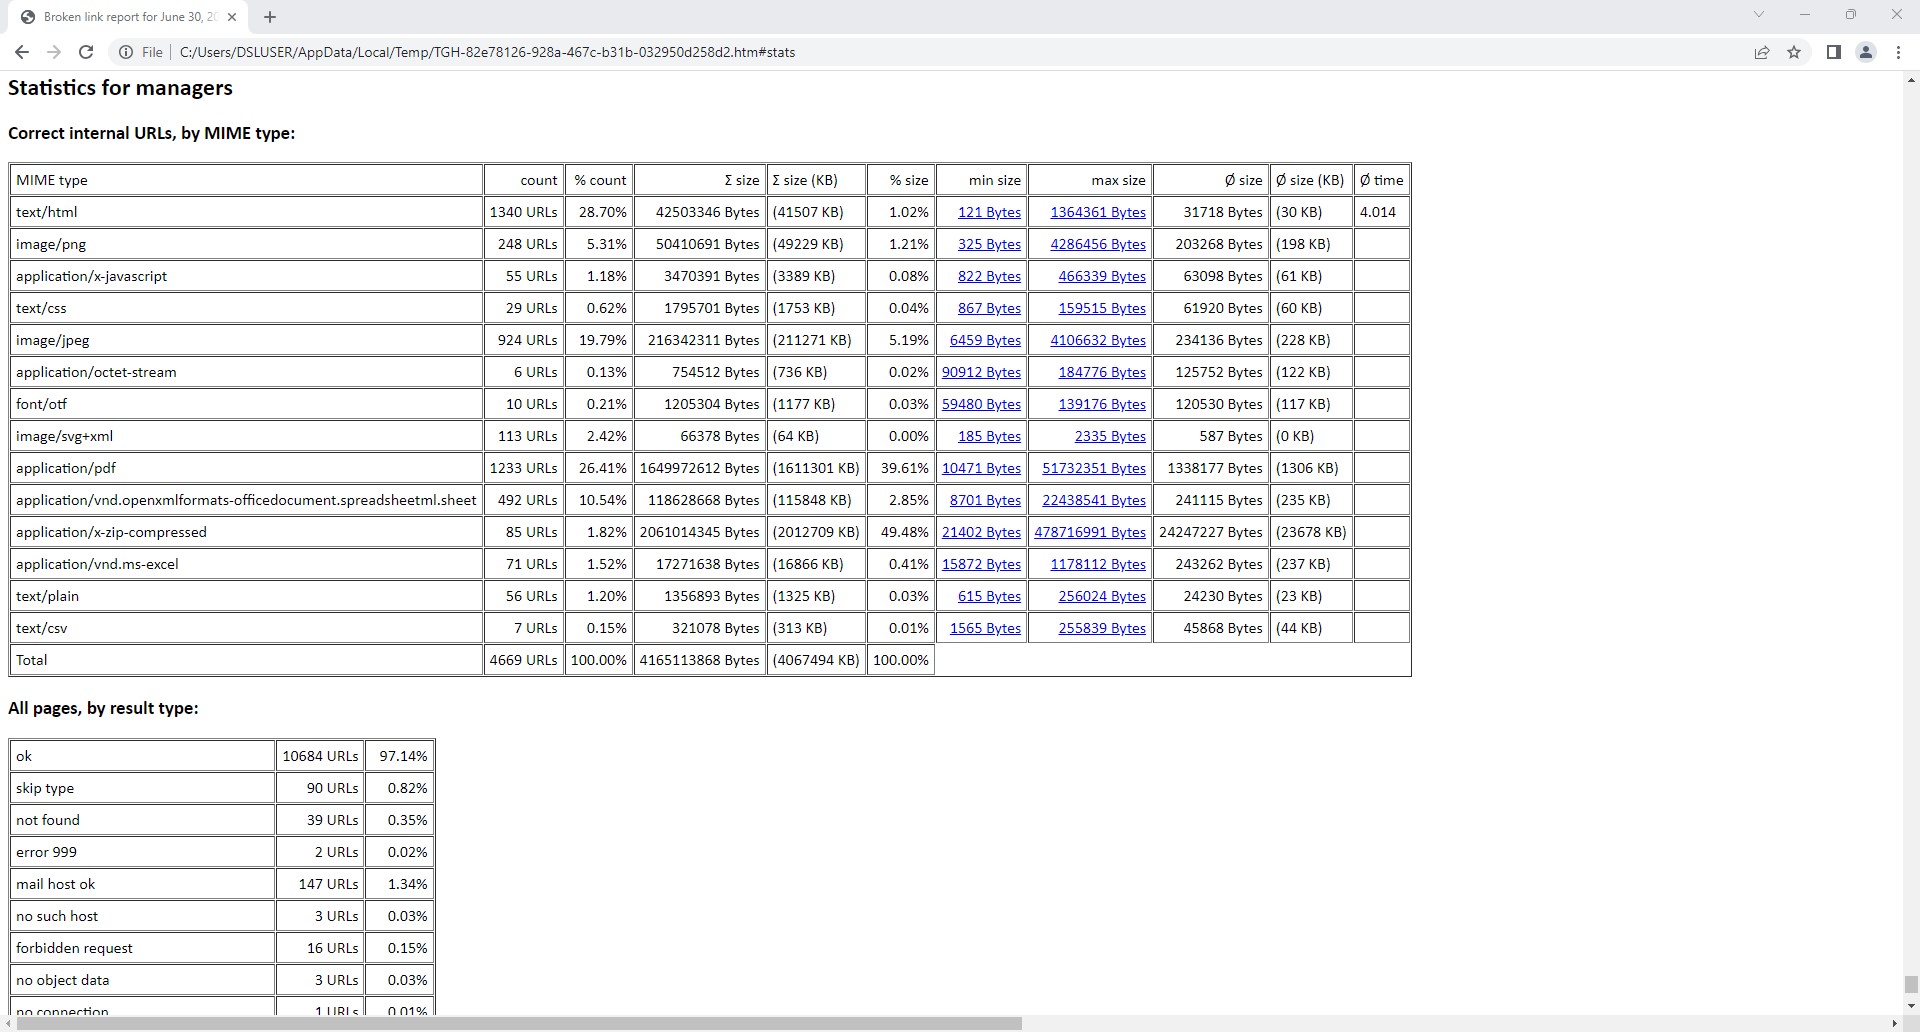 Broken link report for June 30, 20
File C:/Users/DSLUSER/AppData/Local/Temp/TGH-82e78126-928a-467c-b31b-032950d258d2.htm#stats
Statistics for managers
Correct internal URLs, by MIME type:
MIME type count % count Σ size Σ size (KB) % size min size max size Ø size Ø size (KB) Ø time
text/html 1340 URLs 28.70% 42503346 Bytes (41507 KB) 1.02% 121 Bytes 1364361 Bytes 31718 Bytes (30 KB) 4.014
image/png 248 URLs 5.31% 50410691 Bytes (49229 KB) 1.21% 325 Bytes 4286456 Bytes 203268 Bytes (198 KB)
application/x-javascript 55 URLs 1.18% 3470391 Bytes (3389 KB) 0.08% 822 Bytes 466339 Bytes 63098 Bytes (61 KB)
text/css 29 URLs 0.62% 1795701 Bytes (1753 KB) 0.04% 867 Bytes 159515 Bytes 61920 Bytes (60 KB)
image/jpeg 924 URLs 19.79% 216342311 Bytes (211271 KB) 5.19% 6459 Bytes 4106632 Bytes 234136 Bytes (228 KB)
application/octet-stream 6 URLs 0.13% 754512 Bytes (736 KB) 0.02% 90912 Bytes 184776 Bytes 125752 Bytes (122 KB)
font/otf 10 URLs 0.21% 1205304 Bytes (1177 KB) 0.03% 59480 Bytes 139176 Bytes 120530 Bytes (117 KB)
image/svg+xml 113 URLs 2.42% 66378 Bytes (64 KB) 0.00% 185 Bytes 2335 Bytes 587 Bytes (0 KB)
application/pdf 1233 URLs 26.41% 1649972612 Bytes (1611301 KB) 39.61% 10471 Bytes 51732351 Bytes 1338177 Bytes (1306 KB)
application/vnd.openxmlformats-officedocument.spreadsheetml.sheet 492 URLs 10.54% 118628668 Bytes (115848 KB) 2.85% 8701 Bytes 22438541 Bytes 241115 Bytes (235 KB)
application/x-zip-compressed 85 URLs 1.82% 2061014345 Bytes (2012709 KB) 49.48% 21402 Bytes 478716991 Bytes 24247227 Bytes (23678 KB)
application/vnd.ms-excel 71 URLs 1.52% 17271638 Bytes (16866 KB) 0.41% 15872 Bytes 1178112 Bytes 243262 Bytes (237 KB)
text/plain 56 URLs 1.20% 1356893 Bytes (1325 KB) 0.03% 615 Bytes 256024 Bytes 24230 Bytes (23 KB)
text/csv 7 URLs 0.15% 321078 Bytes (313 KB) 0.01% 1565 Bytes 255839 Bytes 45868 Bytes (44 KB)
Total 4669 URLs 100.00% 4165113868 Bytes (4067494 KB) 100.00%
All pages, by result type:
ok 10684 URLs 97.14%
skip type 90 URLs 0.82%
not found 39 URLs 0.35%
error 999 2 URLs 0.02%
mail host ok 147 URLs 1.34%
no such host 3 URLs 0.03%
forbidden request 16 URLs 0.15%
no object data 3 URLs 0.03%
no connection 1 URLs 0.01%